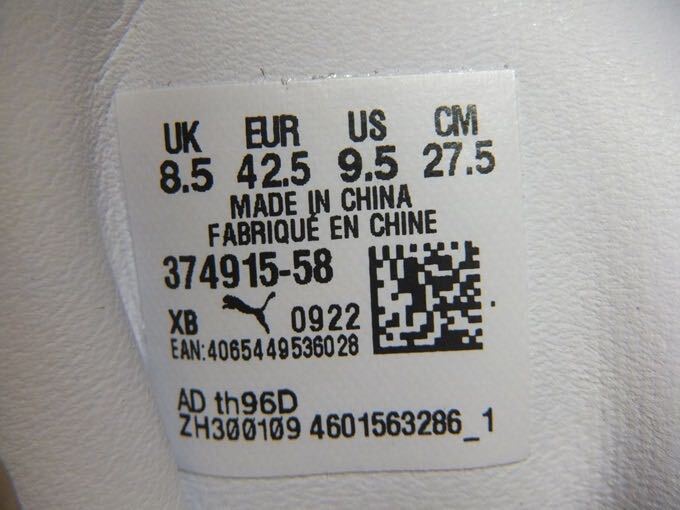 UK EUR US CM
8.5 42.5 9.5 27.5
MADE IN CHINA
FABRIQUÉ EN CHINE
374915-58
XB 0922
EAN:4065449536028
AD th96D
ZH300109 4601563286_1